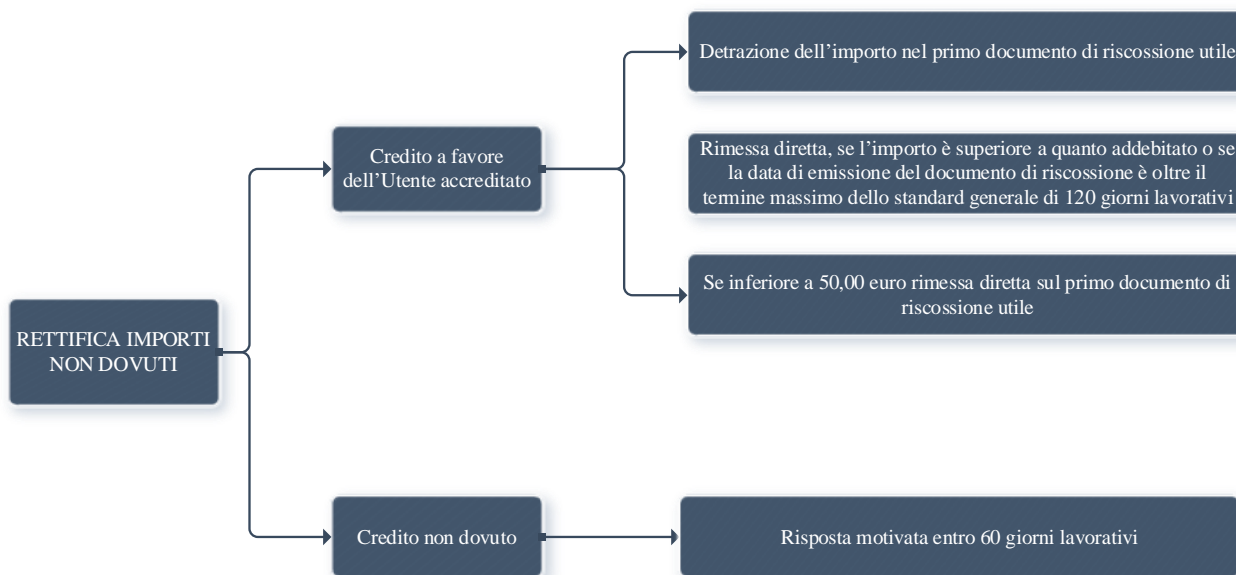 Detrazione dell’importo nel primo documento di riscossione utile
Credito a favore
dell’Utente accreditato
Rimessa diretta, se l’importo è superiore a quanto addebitato o se
la data di emissione del documento di riscossione è oltre il
termine massimo dello standard generale di 120 giorni lavorativi
Se inferiore a 50,00 euro rimessa diretta sul primo documento di
riscossione utile
RETTIFICA IMPORTI
NON DOVUTI
Credito non dovuto
Risposta motivata entro 60 giorni lavorativi